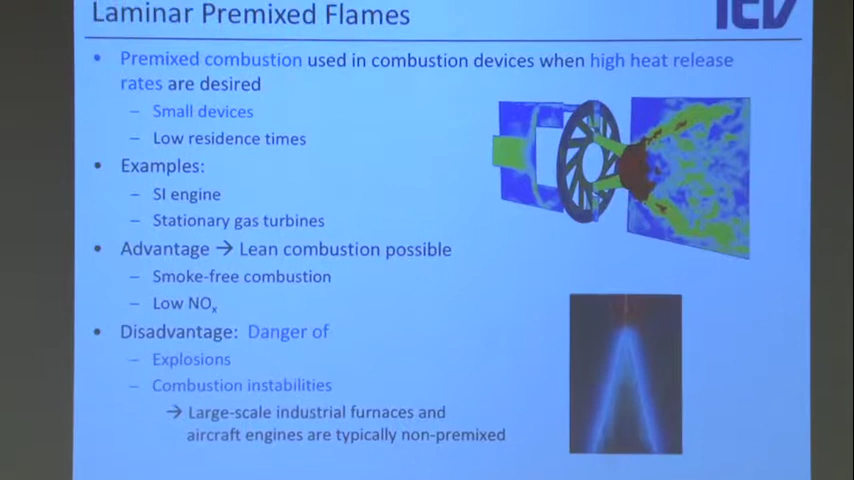 Laminar Premixed Flames
• Premixed combustion used in combustion devices when high heat release
rates are desired
– Small devices
– Low residence times
• Examples:
– SI engine
– Stationary gas turbines
• Advantage → Lean combustion possible
– Smoke-free combustion
– Low NOx
• Disadvantage: Danger of
– Explosions
– Combustion instabilities
→ Large-scale industrial furnaces and
aircraft engines are typically non-premixed